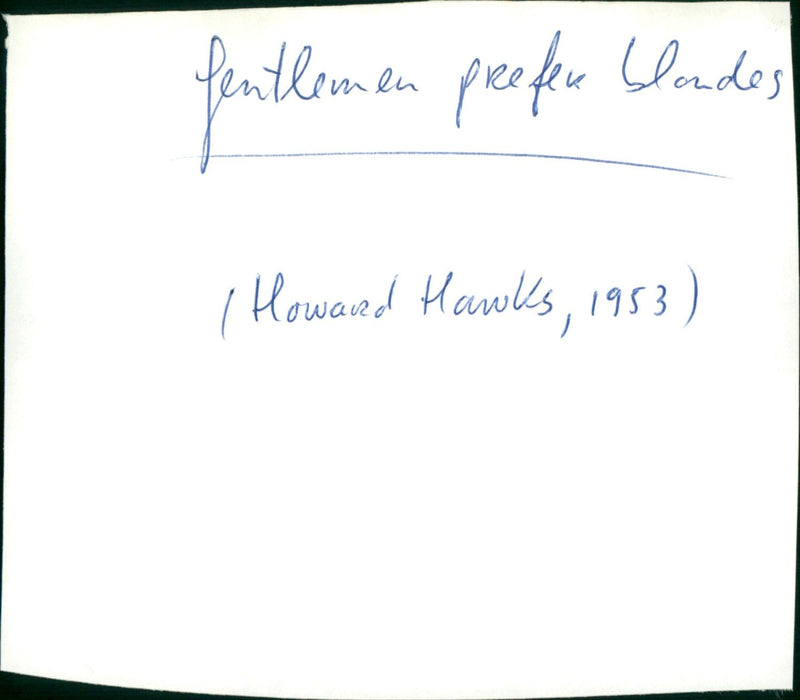 Gentlemen prefer blondes
(Howard Hawks, 1953)